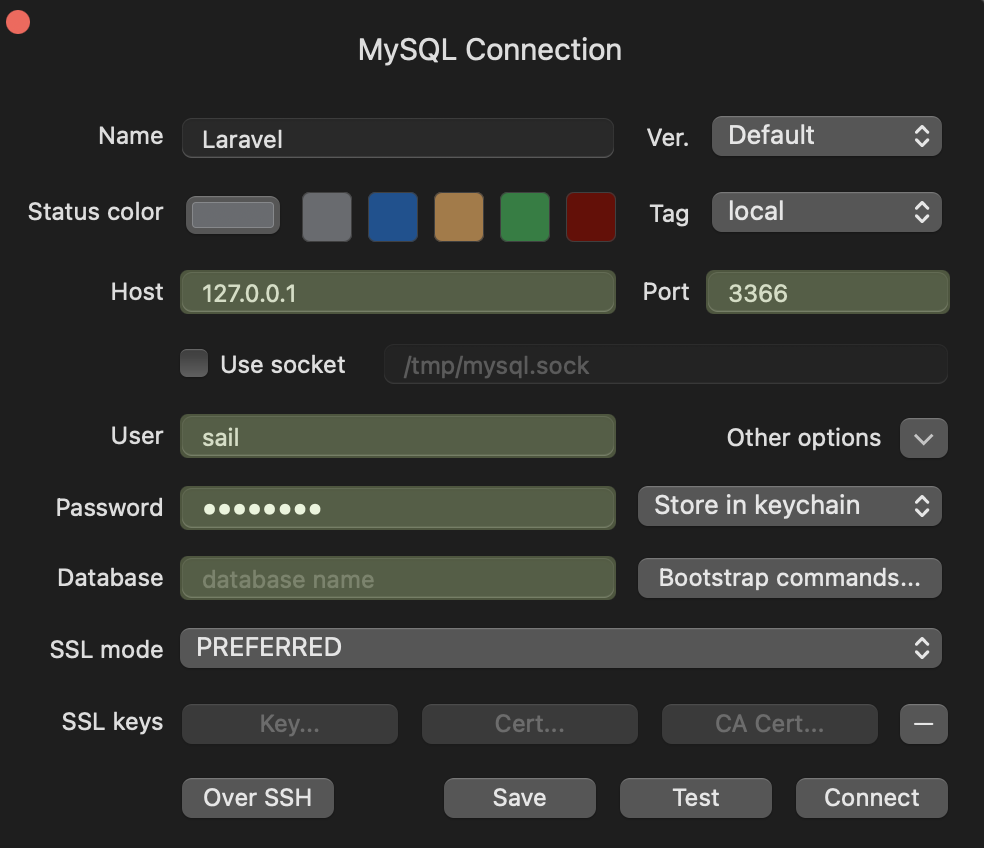 MySQL Connection
Name Laravel Ver. Default
Status color Tag local
Host 127.0.0.1 Port 3366
Use socket /tmp/mysql.sock
User sail Other options
Password ●●●●●●●● Store in keychain
Database database name Bootstrap commands...
SSL mode PREFERRED
SSL keys Key... Cert... CA Cert...
Over SSH Save Test Connect